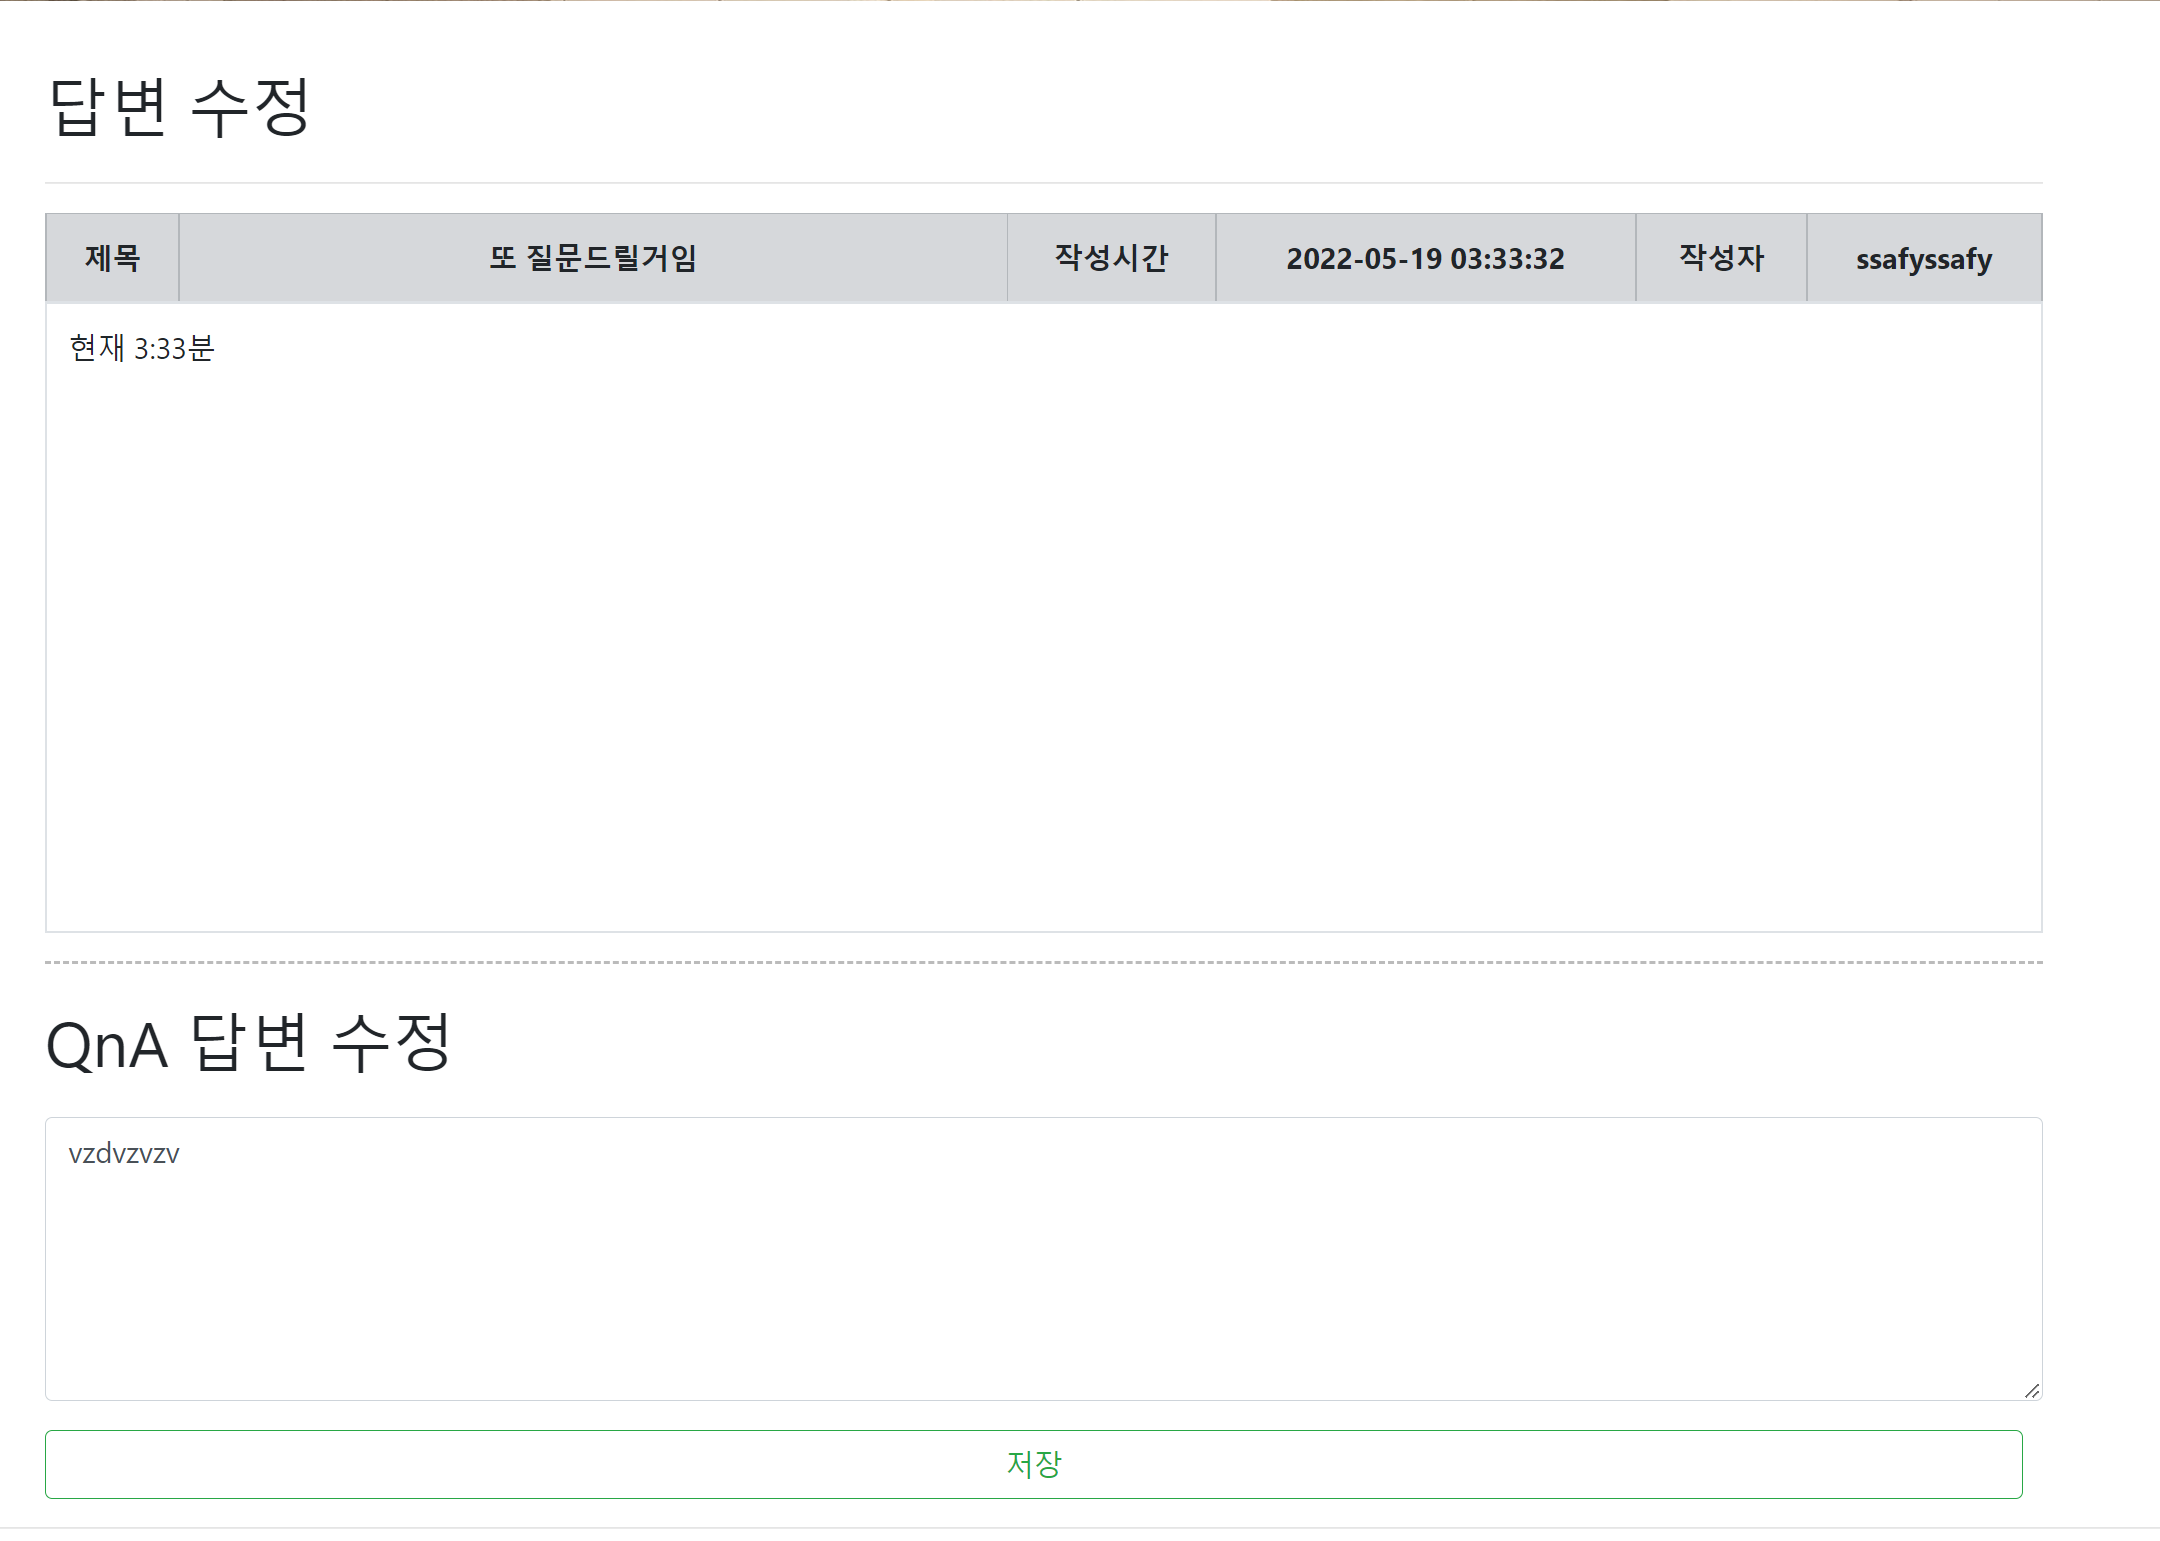 답변 수정
제목 또 질문드릴거임 작성시간 2022-05-19 03:33:32 작성자 ssafyssafy
현재 3:33분
QnA 답변 수정
vzdvzvzv
저장